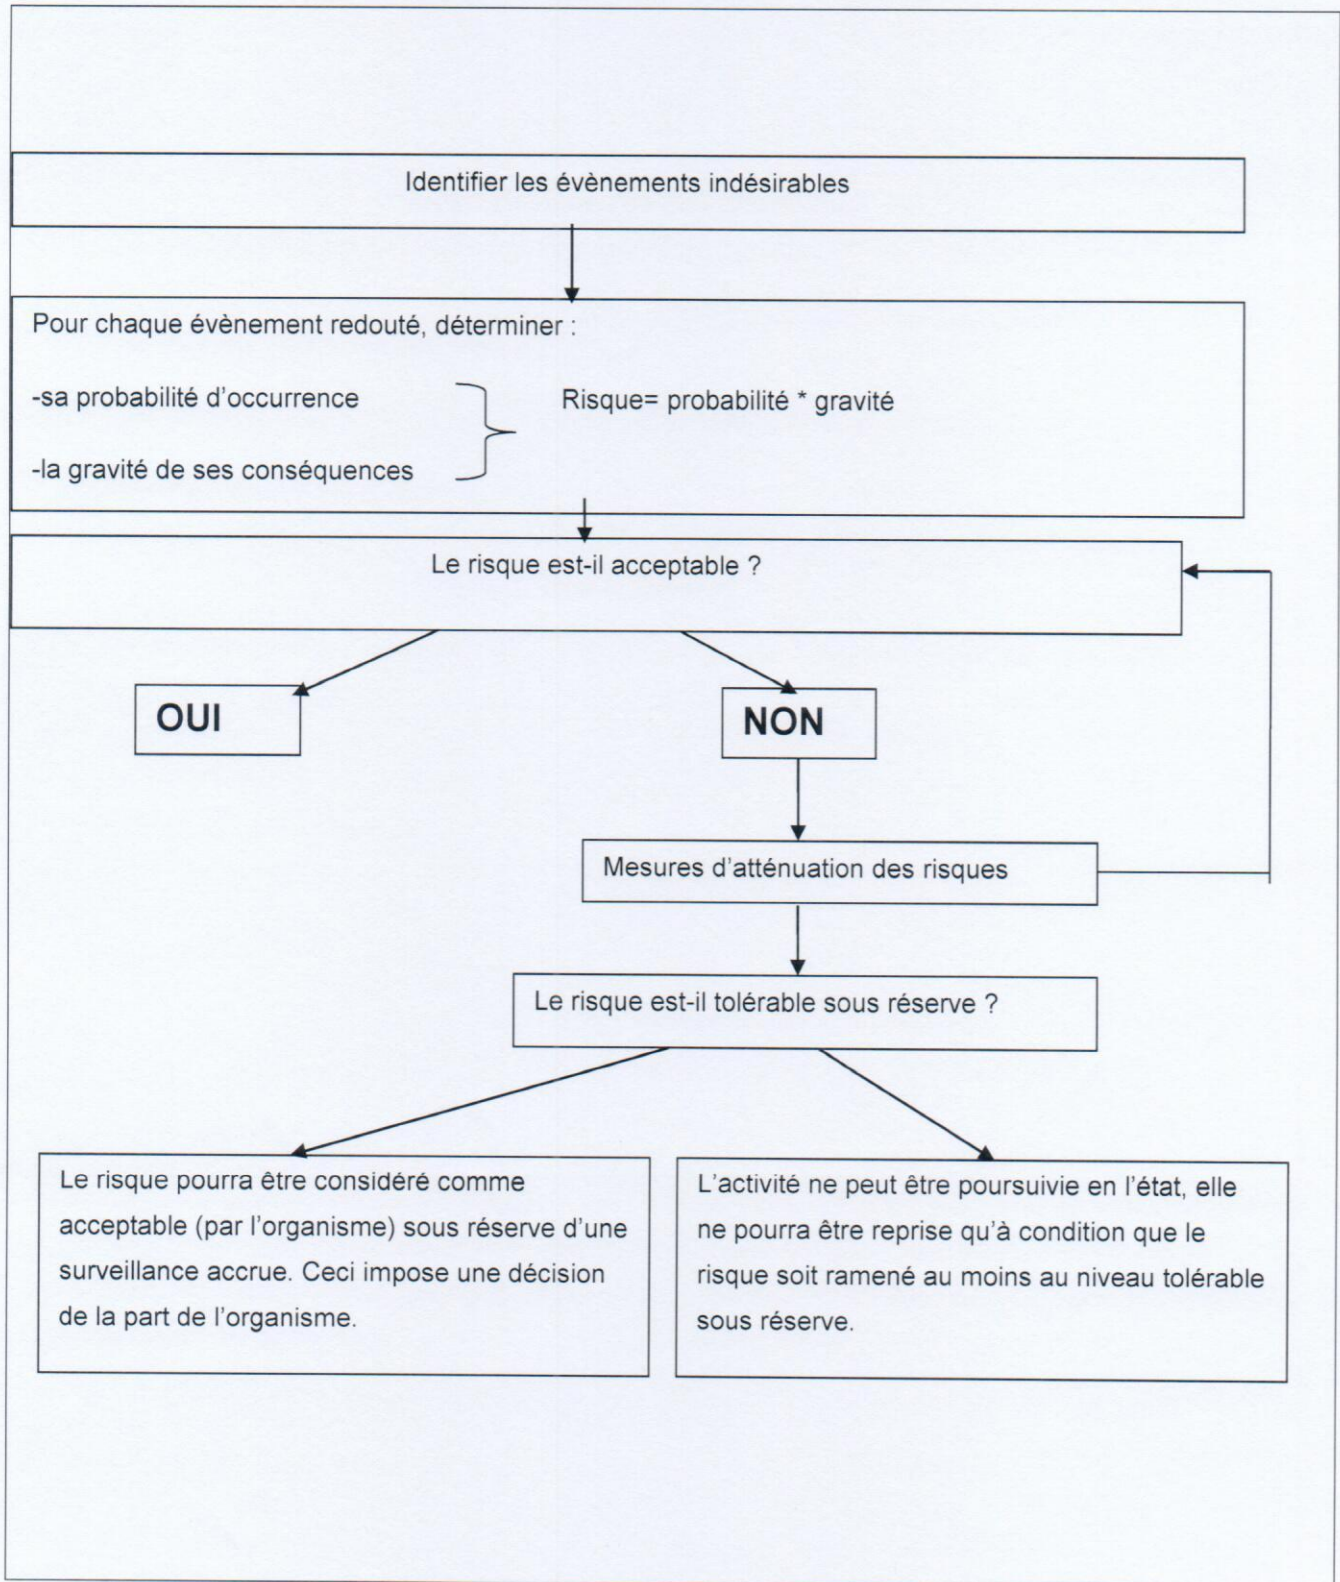 Identifier les évènements indésirables
Pour chaque évènement redouté, déterminer :
-sa probabilité d'occurrence
Risque= probabilité * gravité
-la gravité de ses conséquences
Le risque est-il acceptable ?
OUI
NON
Mesures d'atténuation des risques
Le risque est-il tolérable sous réserve ?
Le risque pourra être considéré comme
acceptable (par l'organisme) sous réserve d'une
surveillance accrue. Ceci impose une décision
de la part de l'organisme.
L'activité ne peut être poursuivie en l'état, elle
ne pourra être reprise qu'à condition que le
risque soit ramené au moins au niveau tolérable
sous réserve.